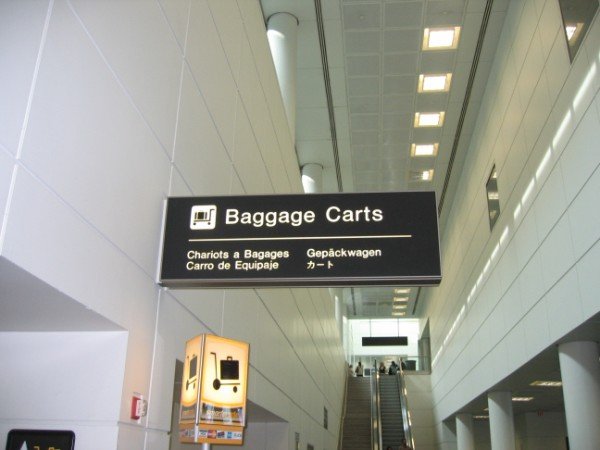 Baggage Carts
Chariots a Bagages
Gepäckwagen
Carro de Equipaje
カート